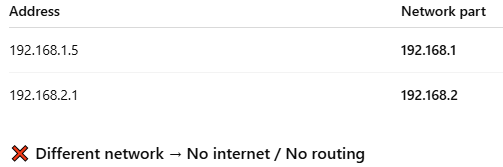 Address Network part
192.168.1.5 192.168.1
192.168.2.1 192.168.2
❌ Different network → No internet / No routing